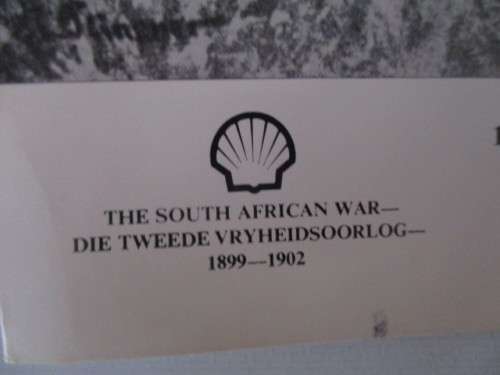 THE SOUTH AFRICAN WAR—
DIE TWEEDE VRYHEIDSOORLOG—
1899—1902